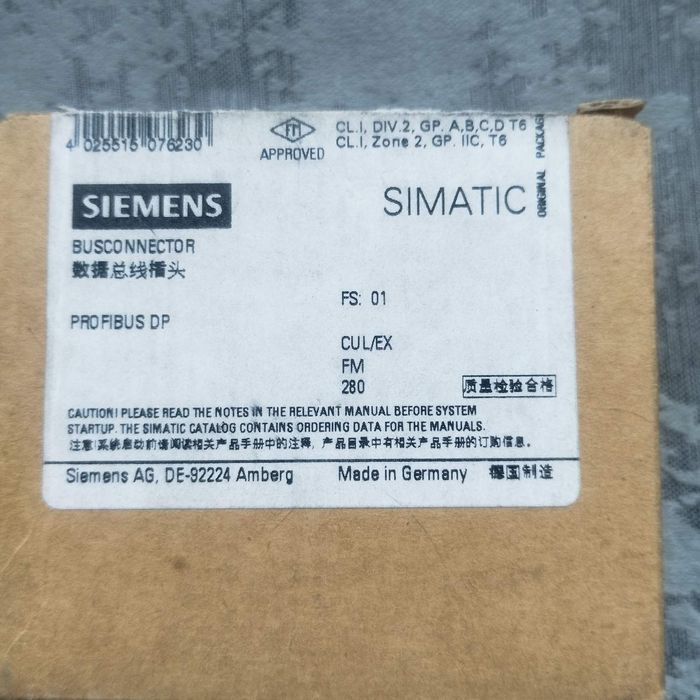 4 025515 076230
FM
APPROVED
CL.I, DIV.2, GP. A,B,C,D T6
CL.I, Zone 2, GP. IIC, T6
ORIGINAL PACKAG
SIEMENS
SIMATIC
BUSCONNECTOR
数据总线插头
FS: 01
PROFIBUS DP
CUL/EX
FM
280
质量检验合格
CAUTION! PLEASE READ THE NOTES IN THE RELEVANT MANUAL BEFORE SYSTEM
STARTUP. THE SIMATIC CATALOG CONTAINS ORDERING DATA FOR THE MANUALS.
注意!系统启动前请阅读相关产品手册中的注释, 产品目录中有相关产品手册的订购信息。
Siemens AG, DE-92224 Amberg
Made in Germany
德国制造